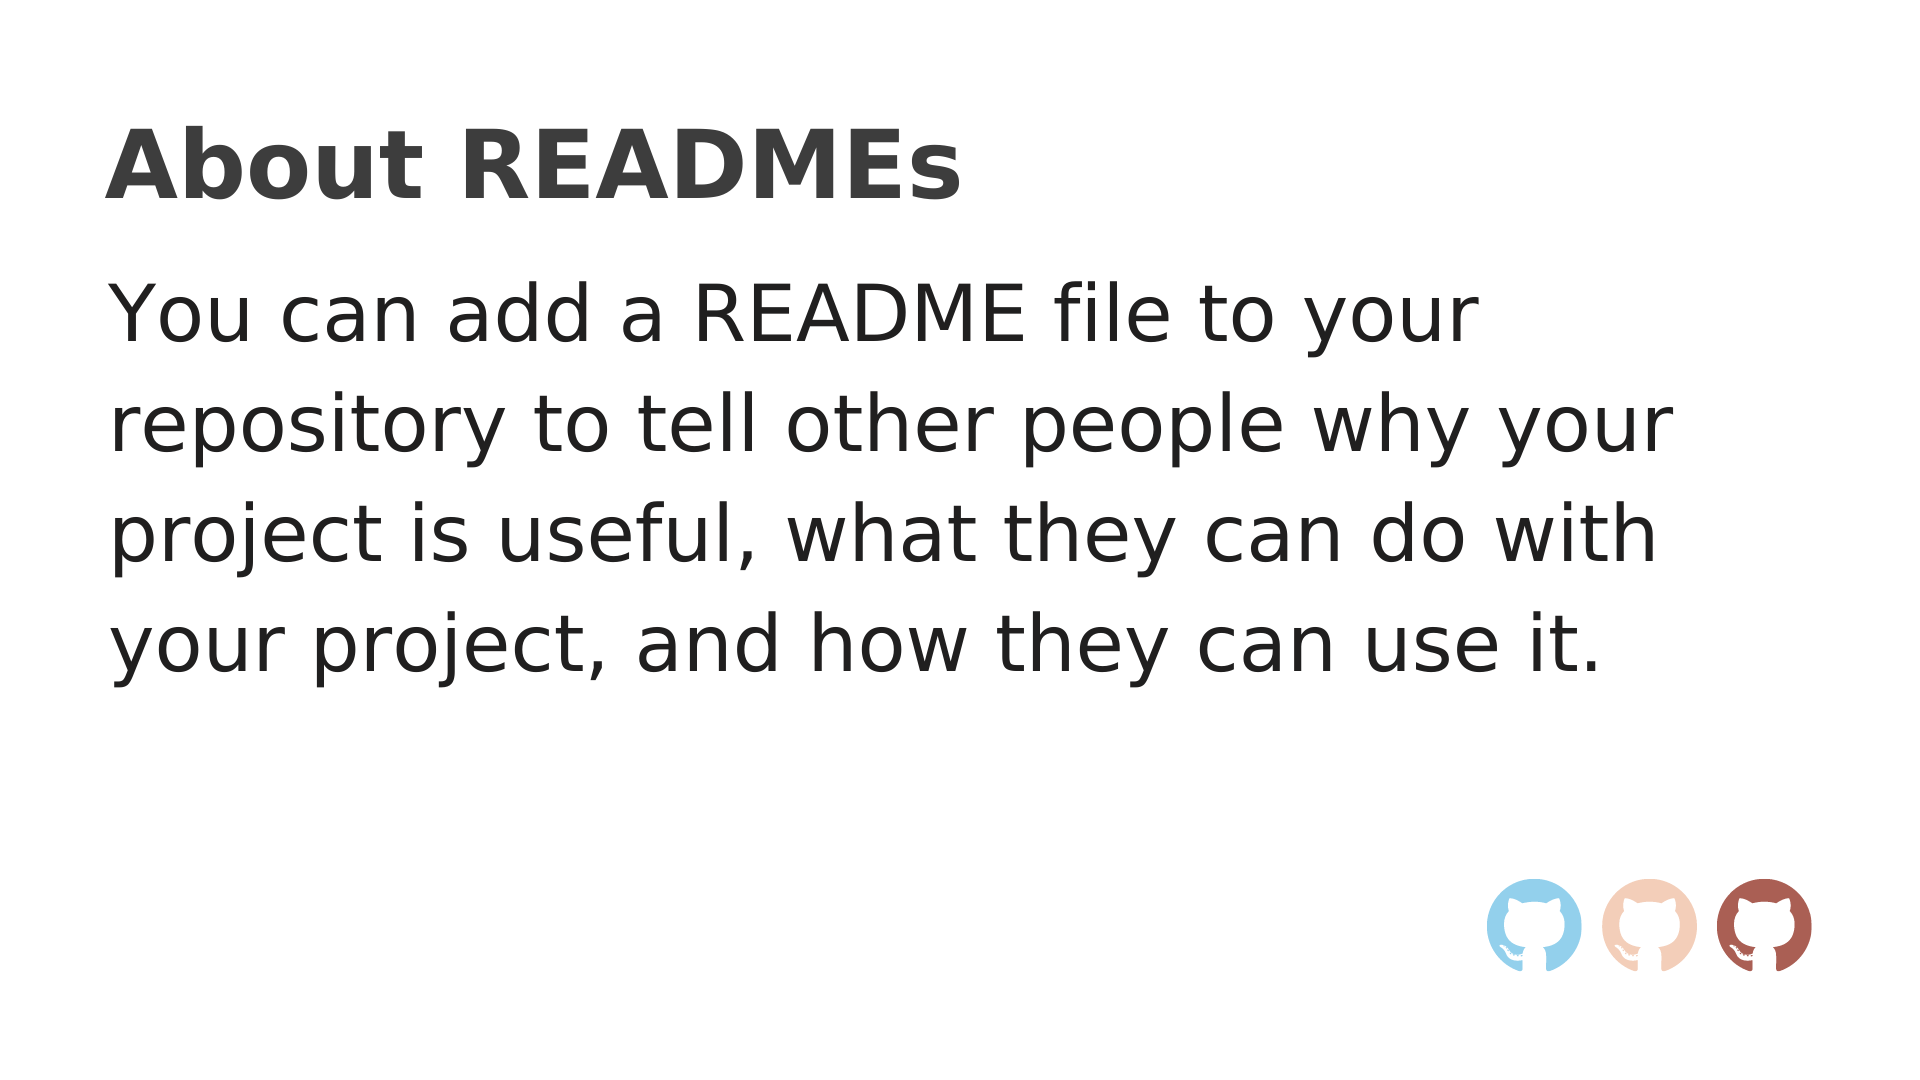 About READMEs
You can add a README file to your
repository to tell other people why your
project is useful, what they can do with
your project, and how they can use it.